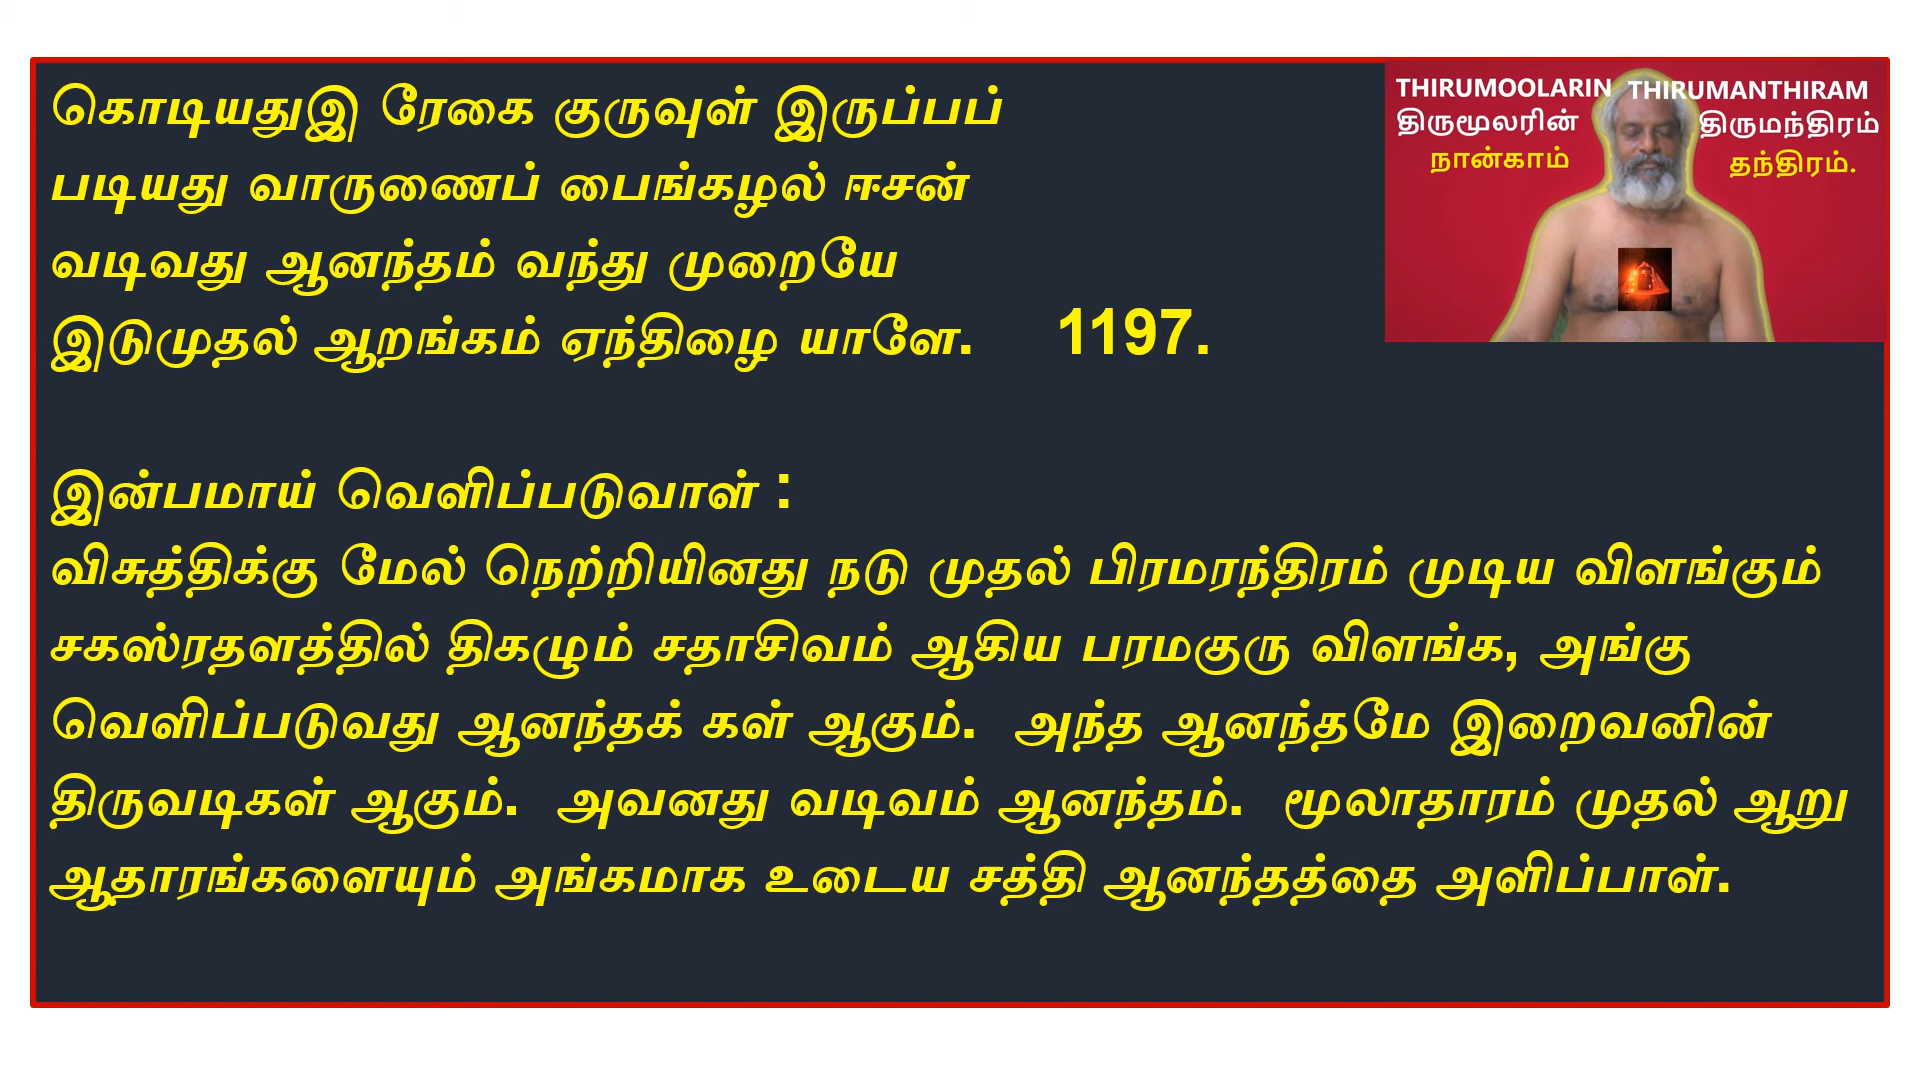 கொடியதுஇ ரேகை குருவுள் இருப்பப்
படியது வாருணைப் பைங்கழல் ஈசன்
வடிவது ஆனந்தம் வந்து முறையே
இடுமுதல் ஆறங்கம் ஏந்திழை யாளே. 1197.
THIRUMOOLARIN THIRUMANTHIRAM
திருமூலரின் திருமந்திரம்
நான்காம் தந்திரம்.
இன்பமாய் வெளிப்படுவாள் :
விசுத்திக்கு மேல் நெற்றியினது நடு முதல் பிரமரந்திரம் முடிய விளங்கும்
சகஸ்ரதளத்தில் திகழும் சதாசிவம் ஆகிய பரமகுரு விளங்க, அங்கு
வெளிப்படுவது ஆனந்தக் கள் ஆகும். அந்த ஆனந்தமே இறைவனின்
திருவடிகள் ஆகும். அவனது வடிவம் ஆனந்தம். மூலாதாரம் முதல் ஆறு
ஆதாரங்களையும் அங்கமாக உடைய சத்தி ஆனந்தத்தை அளிப்பாள்.